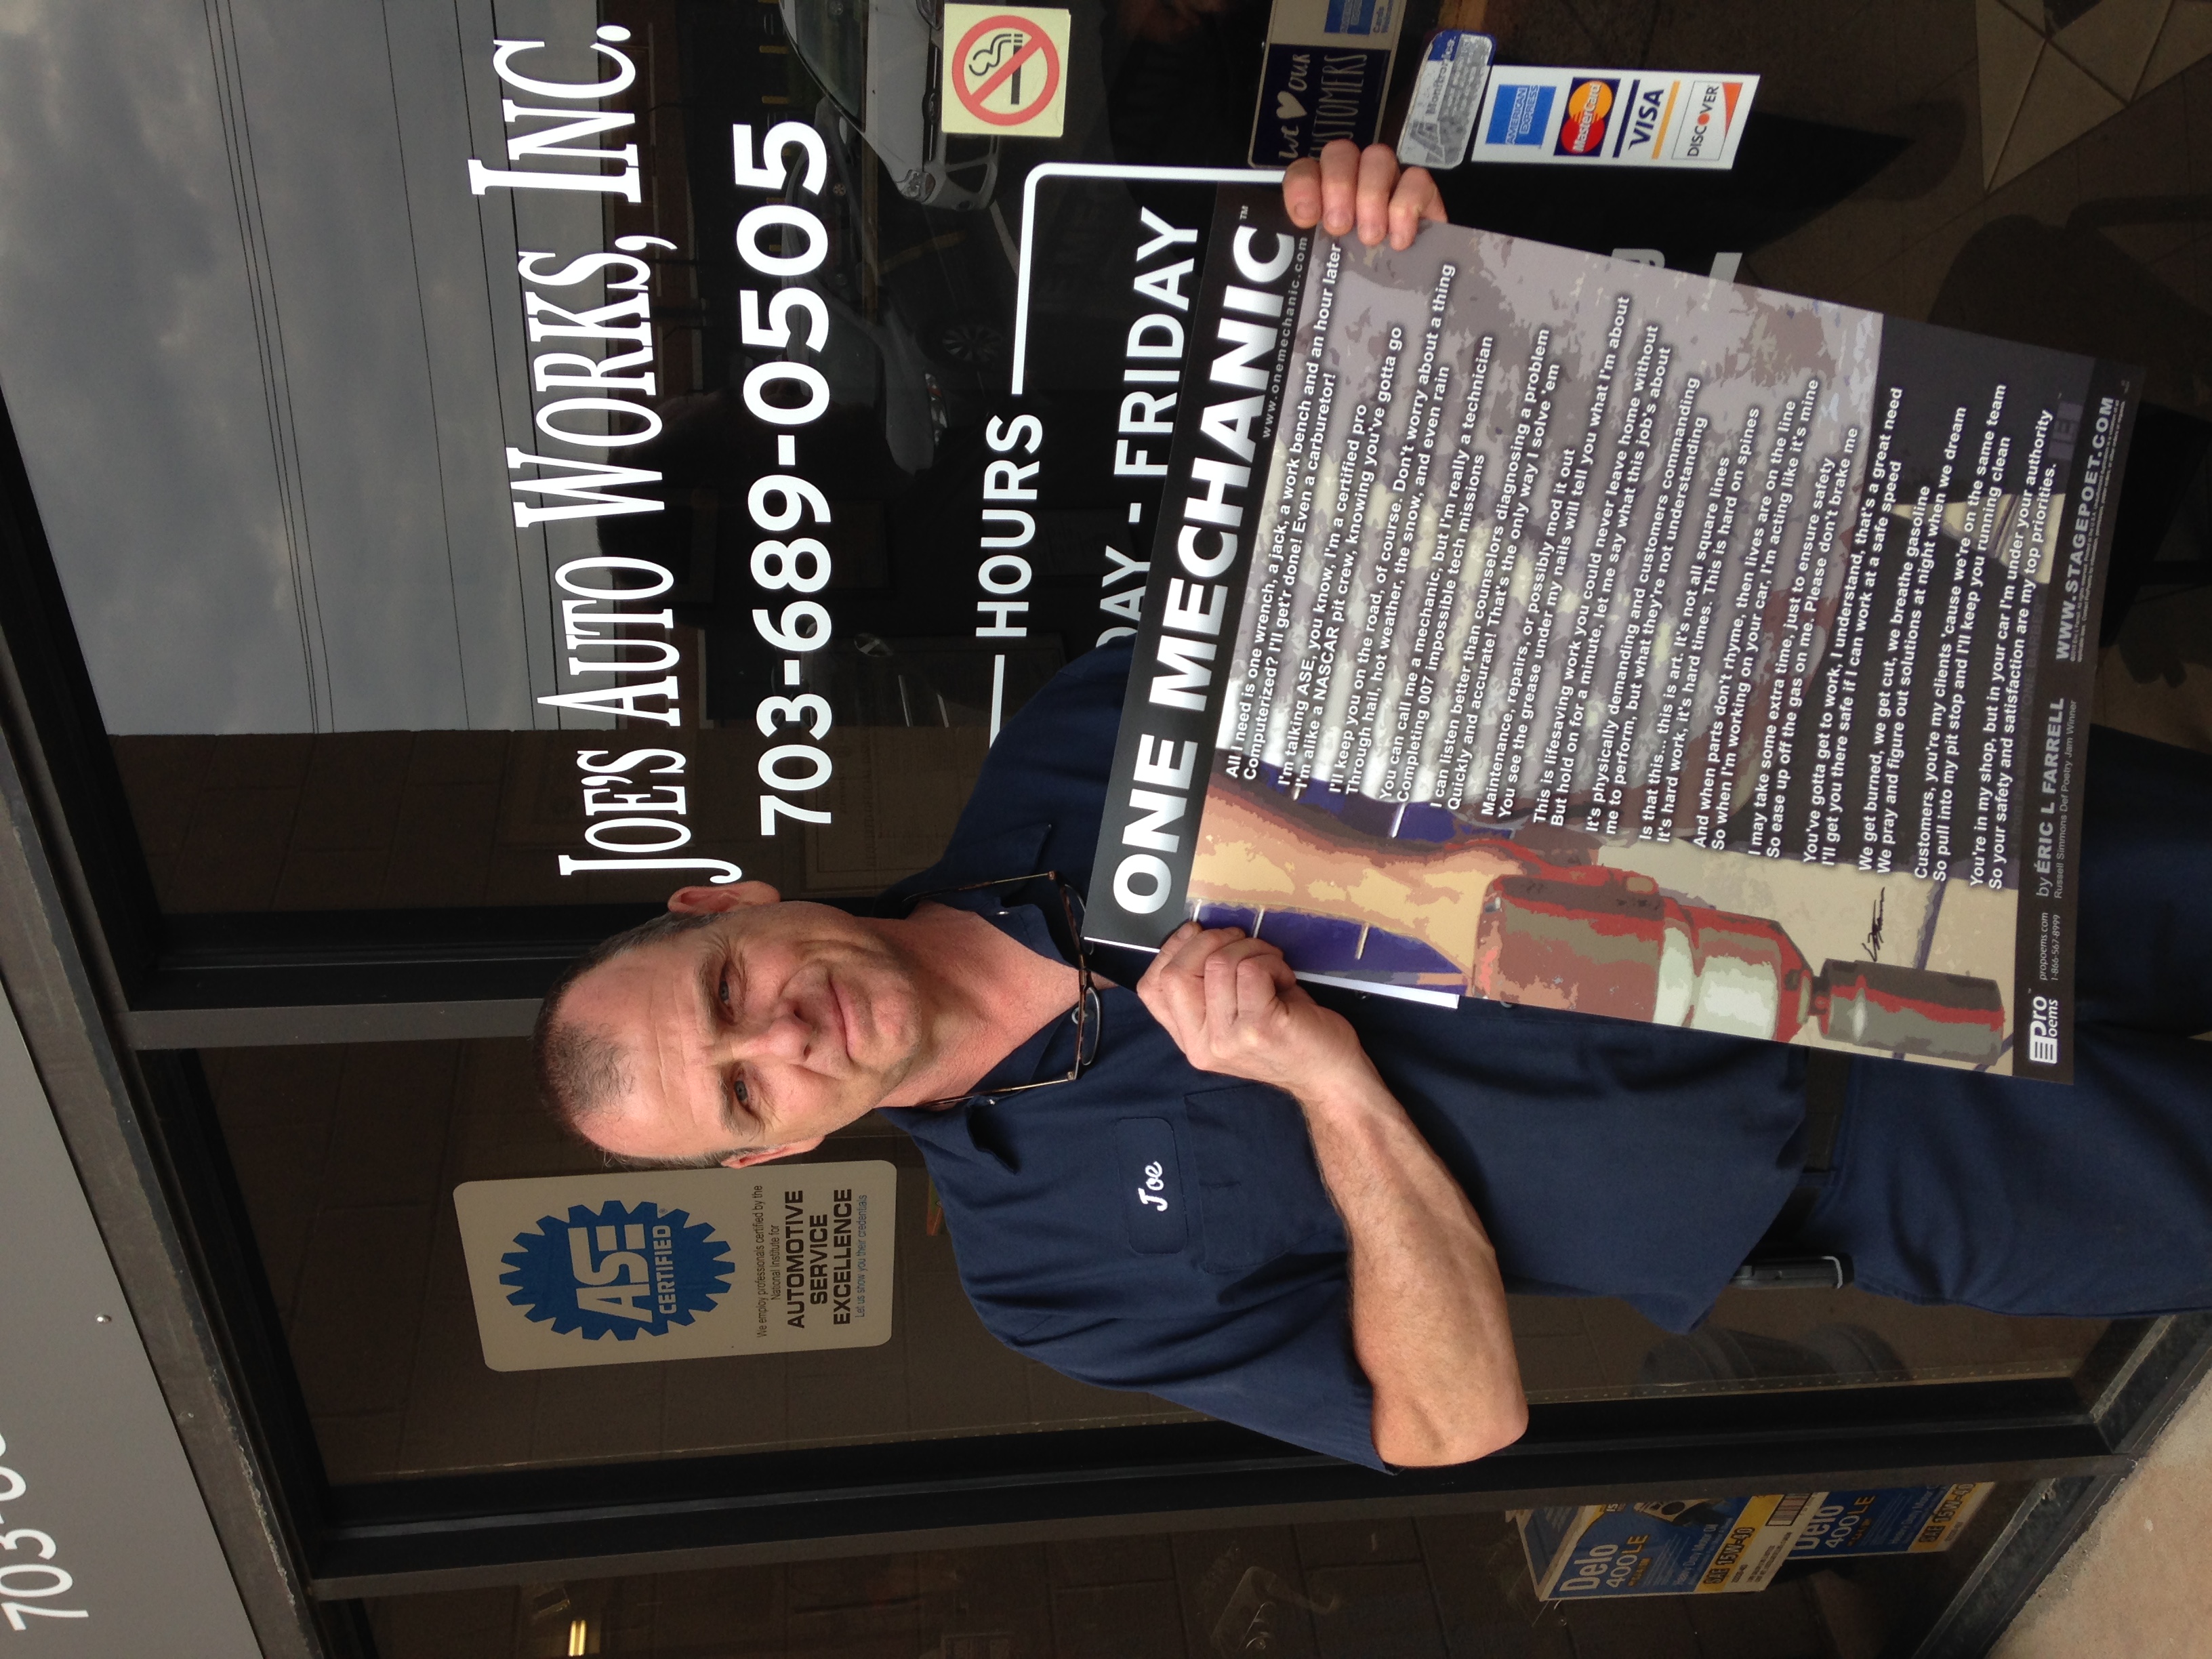 703-
JOE'S AUTO WORKS, INC.
703-689-0505
HOURS
DAY - FRIDAY
ASE
CERTIFIED
We employ professionals certified by the
National Institute for
AUTOMOTIVE
SERVICE
EXCELLENCE
Let us show you their credentials
We ♥ our
CUSTOMERS
AMERICAN EXPRESS
MasterCard
VISA
DISCOVER
Joe
ONE MECHANIC™
www.onemechanic.com
All I need is one wrench, a jack, a work bench and an hour later
Computerized? I'll get'r done! Even a carburetor!
I'm talking ASE, you know, I'm a certified pro
I'm alike a NASCAR pit crew, knowing you've gotta go
I'll keep you on the road, of course. Don't worry about a thing
Through hail, hot weather, the snow, and even rain
You can call me a mechanic, but I'm really a technician
Completing 007 impossible tech missions
I can listen better than counselors diagnosing a problem
Quickly and accurate! That's the only way I solve 'em
Maintenance, repairs, or possibly mod it out
You see the grease under my nails will tell you what I'm about
This is lifesaving work you could never leave home without
But hold on for a minute, let me say what this job's about
It's physically demanding and customers commanding
me to perform, but what they're not understanding
Is that this... this is art. It's not all square lines
It's hard work, it's hard times. This is hard on spines
And when parts don't rhyme, then lives are on the line
So when I'm working on your car, I'm acting like it's mine
I may take some extra time, just to ensure safety
So ease up off the gas on me. Please don't brake me
You've gotta get to work, I understand, that's a great need
I'll get you there safe if I can work at a safe speed
We get burned, we get cut, we breathe gasoline
We pray and figure out solutions at night when we dream
Customers, you're my clients 'cause we're on the same team
So pull into my pit stop and I'll keep you running clean
You're in my shop, but in your car I'm under your authority
So your safety and satisfaction are my top priorities.
Pro
oems
propoems.com
1-866-567-8999
by ÉRIC L FARRELL
Russell Simmons Def Poetry Jam Winner
WWW.STAGEPOET.COM
Delo
400LE
15W-40
Delo
400LE
15W-40